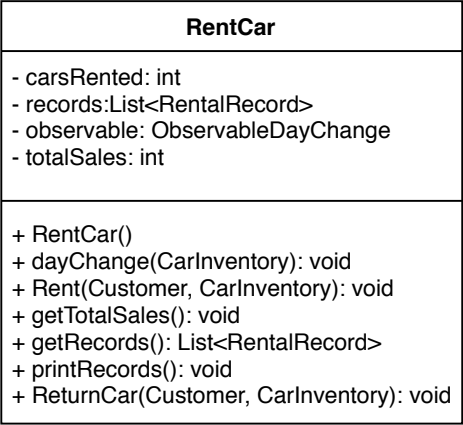 RentCar
- carsRented: int
- records:List<RentalRecord>
- observable: ObservableDayChange
- totalSales: int
+ RentCar()
+ dayChange(CarInventory): void
+ Rent(Customer, CarInventory): void
+ getTotalSales(): void
+ getRecords(): List<RentalRecord>
+ printRecords(): void
+ ReturnCar(Customer, CarInventory): void